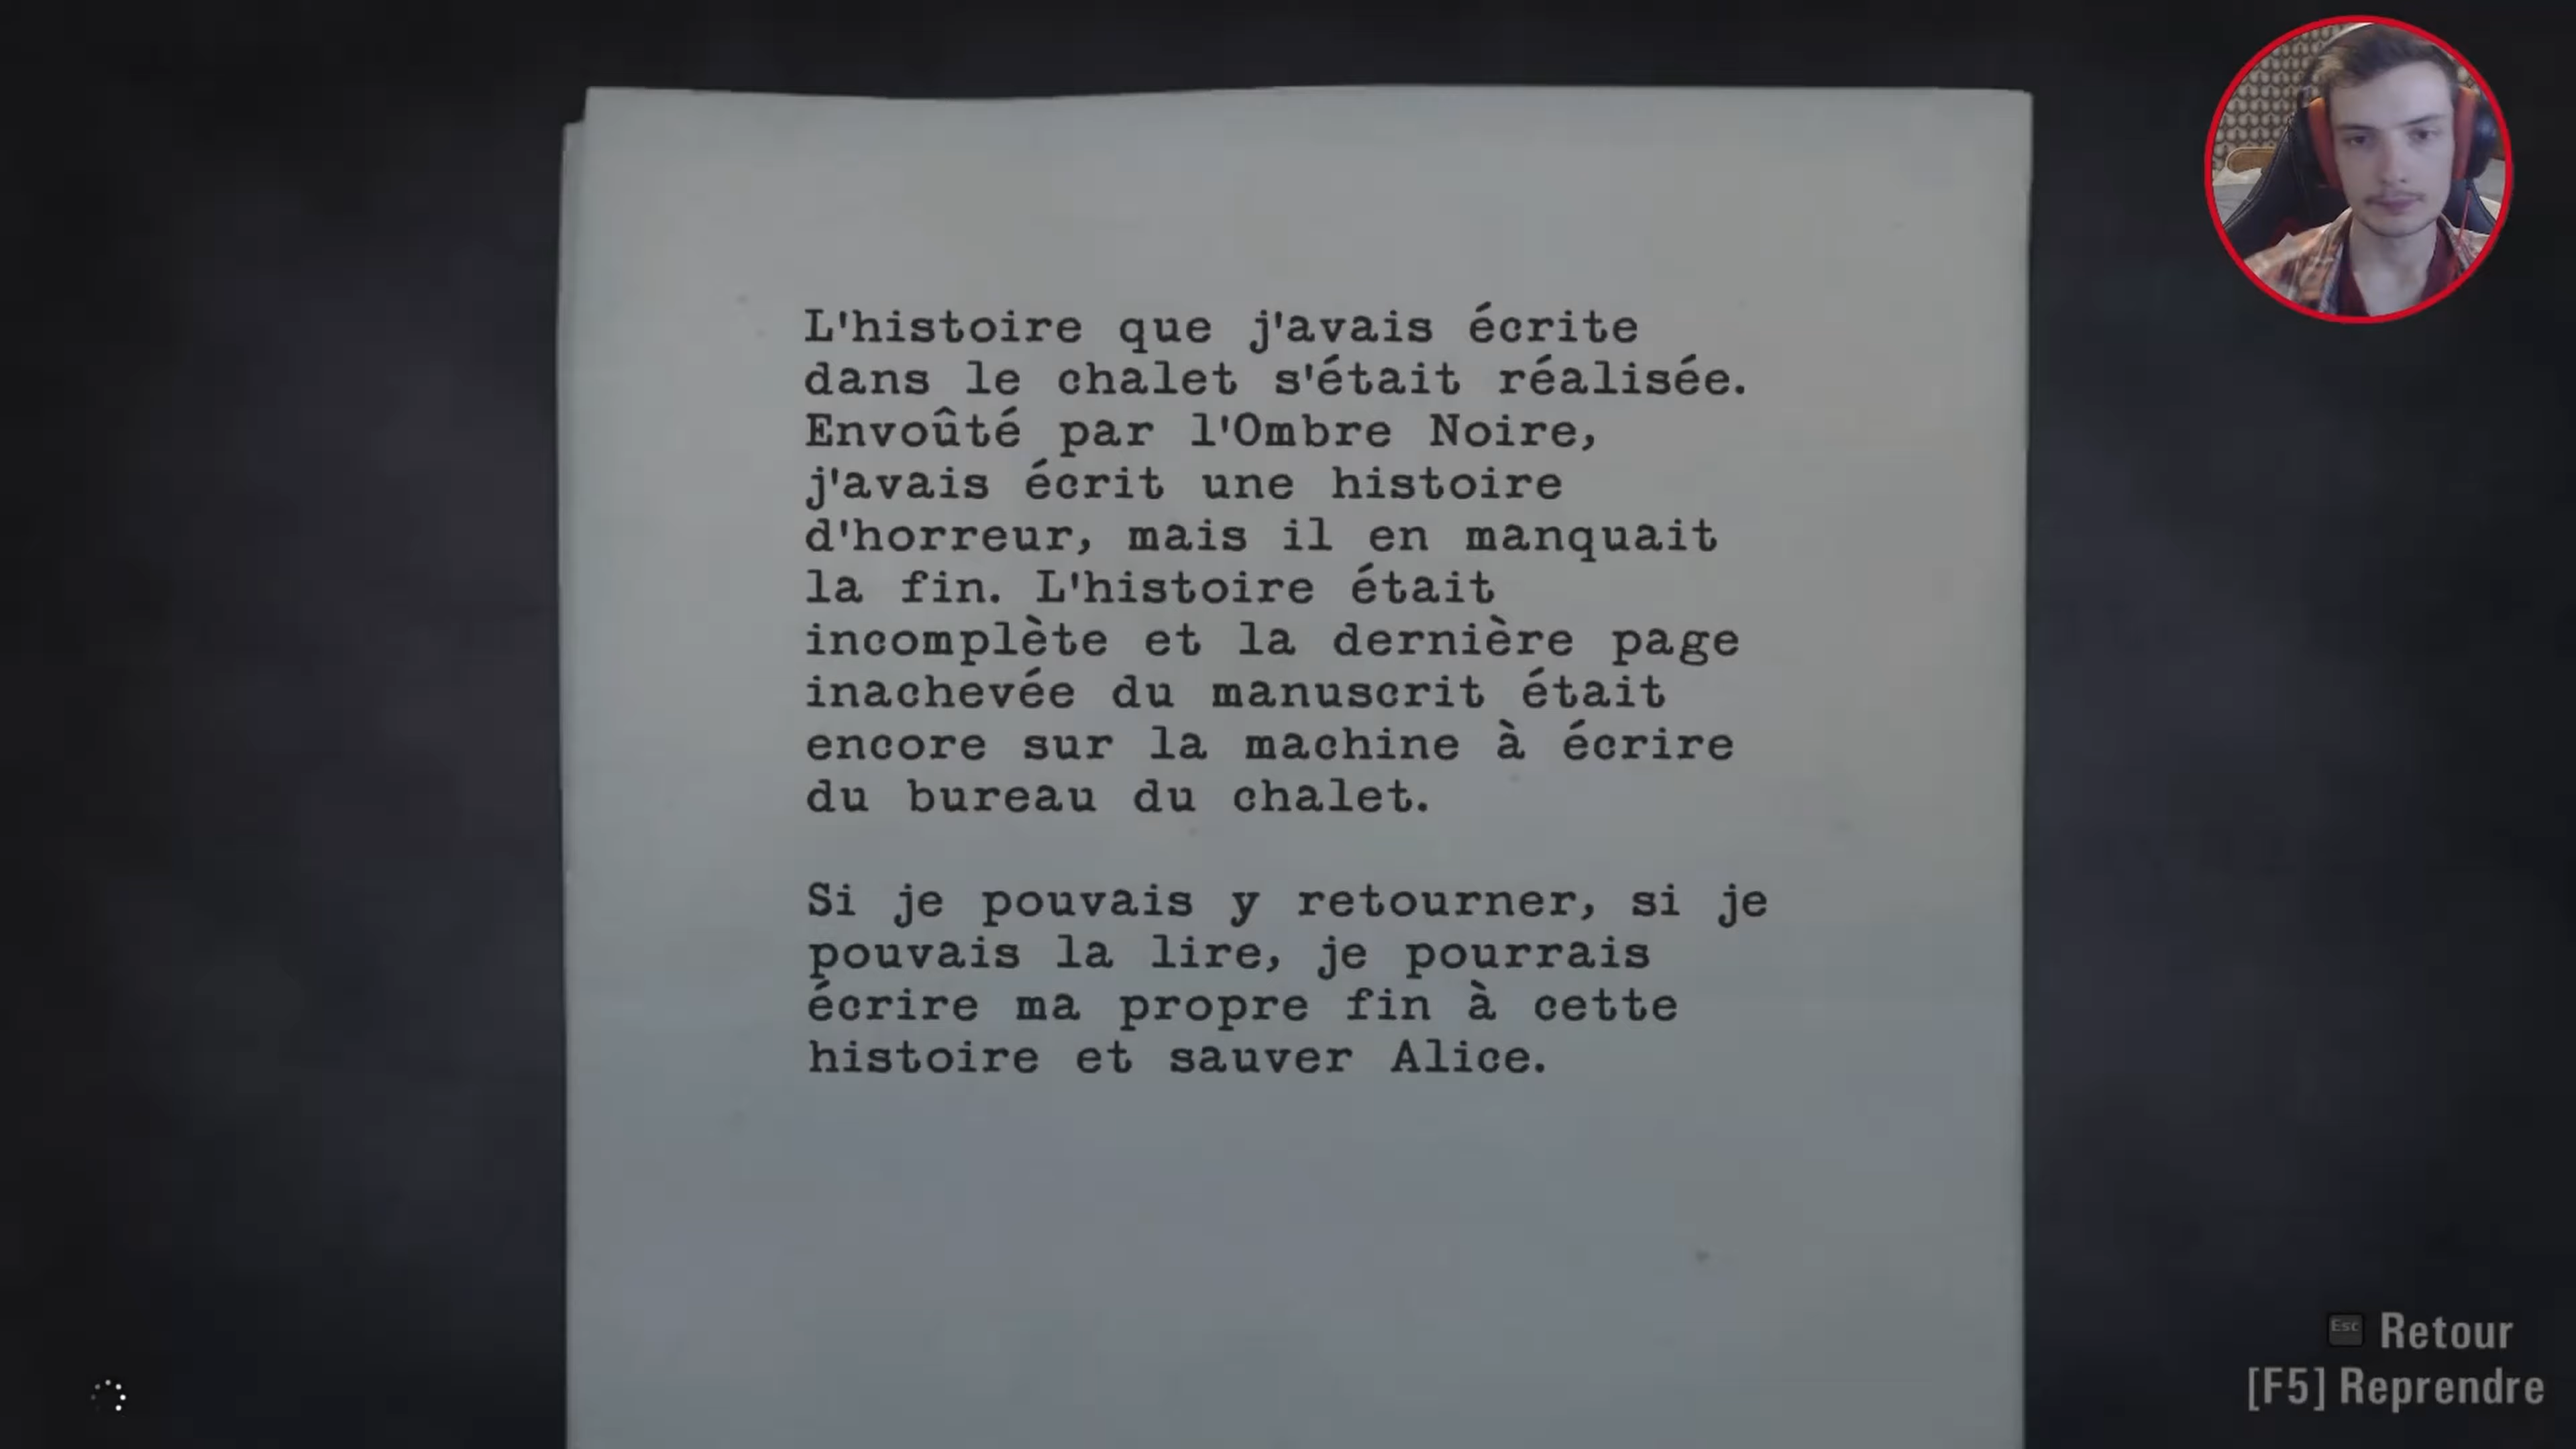 L'histoire que j'avais écrite
dans le chalet s'était réalisée.
Envoûté par l'Ombre Noire,
j'avais écrit une histoire
d'horreur, mais il en manquait
la fin. L'histoire était
incomplète et la dernière page
inachevée du manuscrit était
encore sur la machine à écrire
du bureau du chalet.
Si je pouvais y retourner, si je
pouvais la lire, je pourrais
écrire ma propre fin à cette
histoire et sauver Alice.
Esc Retour
[F5] Reprendre